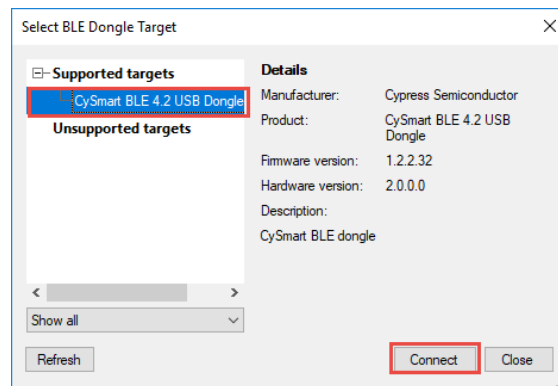 Select BLE Dongle Target
Supported targets
CySmart BLE 4.2 USB Dongle
Unsupported targets
Details
Manufacturer: Cypress Semiconductor
Product: CySmart BLE 4.2 USB
Dongle
Firmware version: 1.2.2.32
Hardware version: 2.0.0.0
Description:
CySmart BLE dongle
Show all
Refresh
Connect
Close